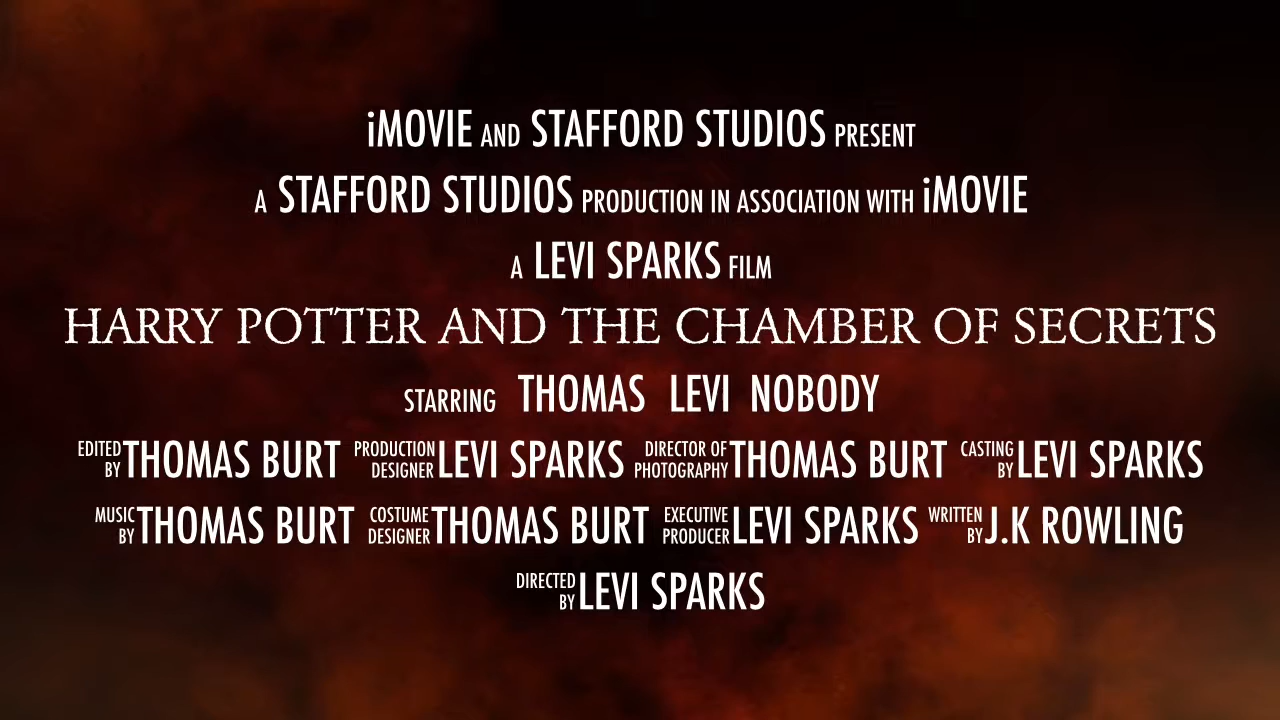 iMOVIE AND STAFFORD STUDIOS PRESENT
A STAFFORD STUDIOS PRODUCTION IN ASSOCIATION WITH iMOVIE
A LEVI SPARKS FILM
HARRY POTTER AND THE CHAMBER OF SECRETS
STARRING THOMAS LEVI NOBODY
EDITED BY THOMAS BURT PRODUCTION DESIGNER LEVI SPARKS DIRECTOR OF PHOTOGRAPHY THOMAS BURT CASTING BY LEVI SPARKS
MUSIC BY THOMAS BURT COSTUME DESIGNER THOMAS BURT EXECUTIVE PRODUCER LEVI SPARKS WRITTEN BY J.K ROWLING
DIRECTED BY LEVI SPARKS